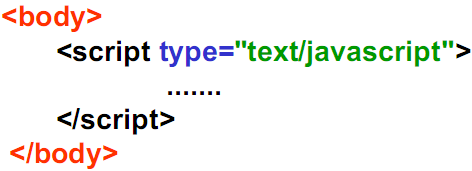 <body>
<script type="text/javascript">
.......
</script>
</body>